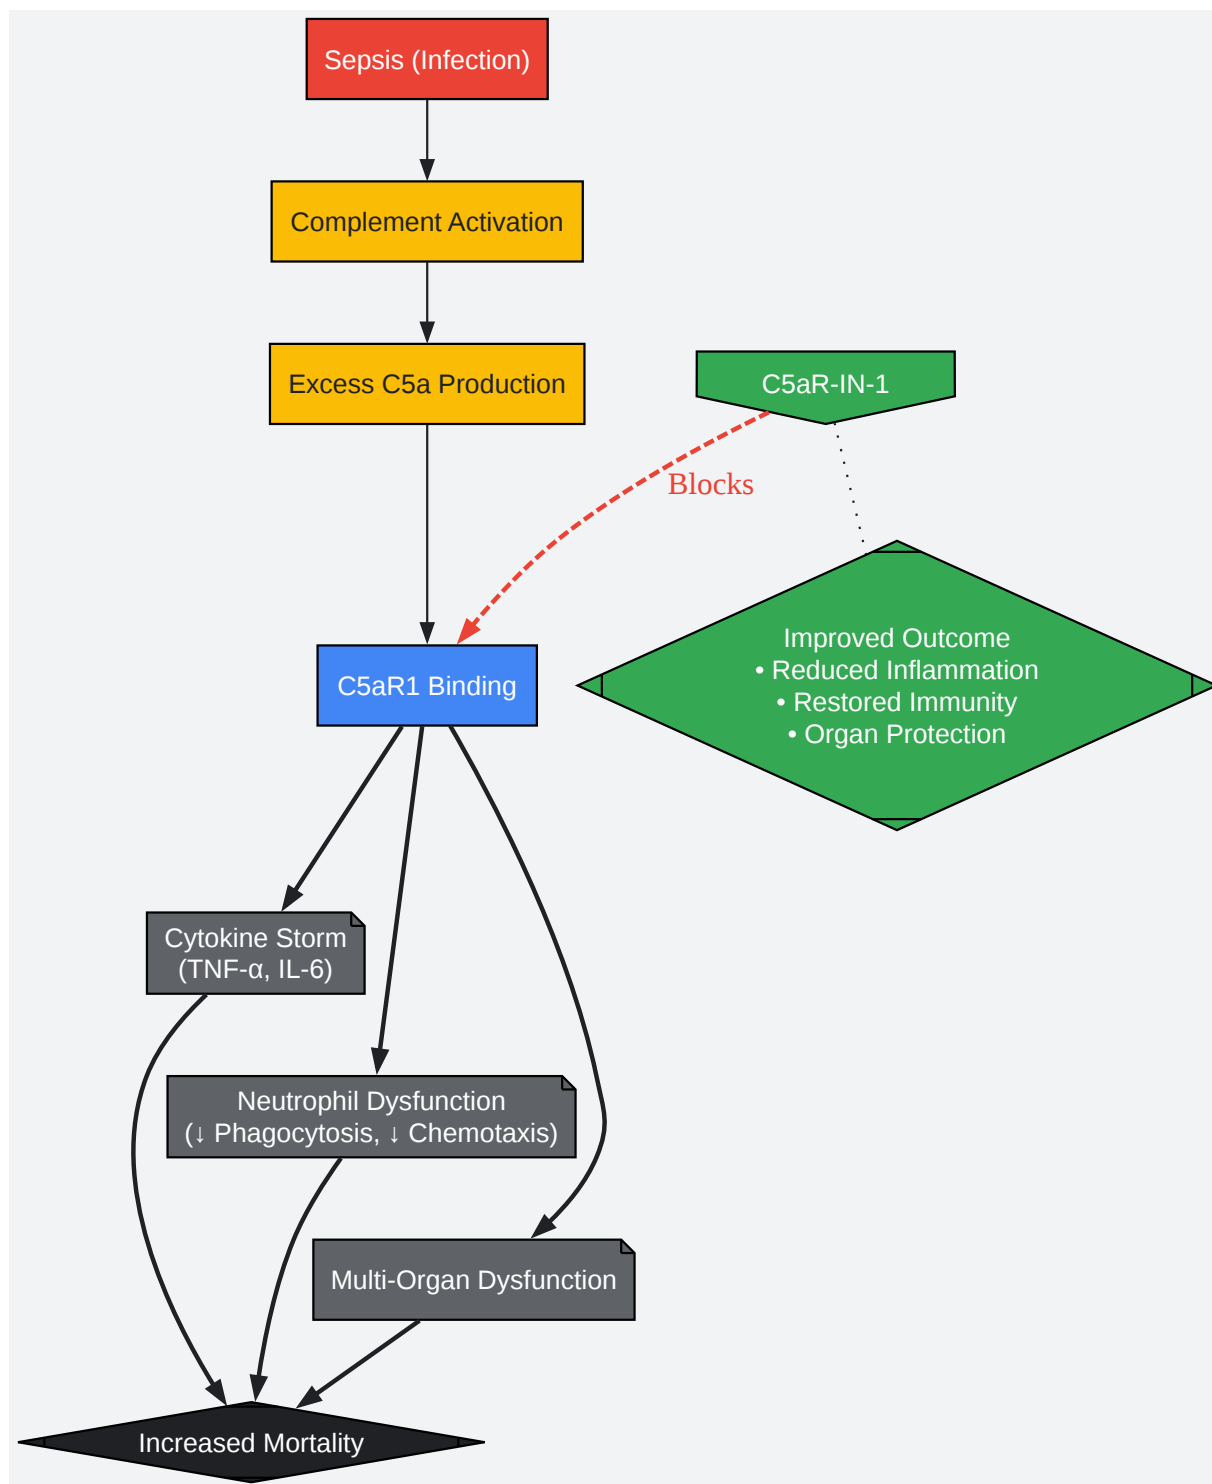 Sepsis (Infection)
Complement Activation
Excess C5a Production
C5aR-IN-1
Blocks
Improved Outcome
• Reduced Inflammation
• Restored Immunity
• Organ Protection
C5aR1 Binding
Cytokine Storm
(TNF-α, IL-6)
Neutrophil Dysfunction
(↓ Phagocytosis, ↓ Chemotaxis)
Multi-Organ Dysfunction
Increased Mortality